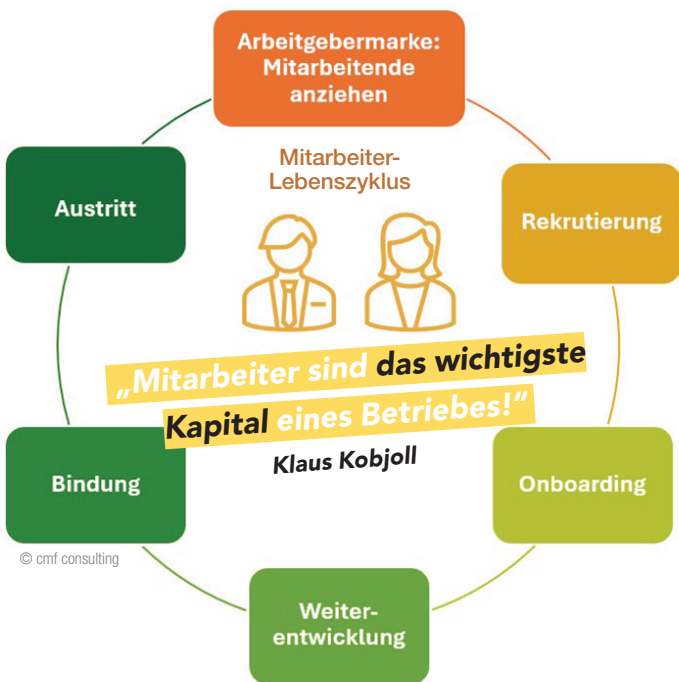 Arbeitgebermarke:
Mitarbeitende
anziehen
Mitarbeiter-
Lebenszyklus
Austritt
Rekrutierung
„Mitarbeiter sind das wichtigste
Kapital eines Betriebes!“
Klaus Kobjoll
Bindung
Onboarding
© cmf consulting
Weiter-
entwicklung